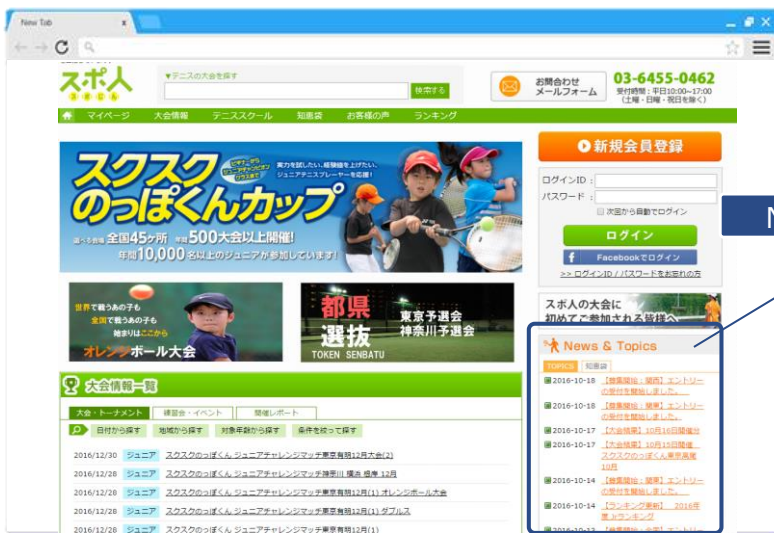 New Tab
x
スポ人
スポじん
▼テニスの大会を探す
検索する
お問合わせ
メールフォーム
03-6455-0462
受付時間：平日10:00~17:00
（土曜・日曜・祝日を除く）
マイページ 大会情報 テニススクール 知恵袋 お客様の声 ランキング
スクスク
のっぽくんカップ
実力を試したい、経験値を上げたい、
ジュニアテニスプレーヤーを応援!
選べる会場 全国45ヶ所 年間500大会以上開催!
年間10,000名以上のジュニアが参加しています!
新規会員登録
ログインID：
パスワード：
次回から自動でログイン
ログイン
f Facebookでログイン
>> ログインID / パスワードをお忘れの方
世界で戦うあの子も
全国で戦うあの子も
始まりはここから
オレンジボール大会
都県
選抜
TOKEN SENBATU
東京予選会
神奈川予選会
スポ人の大会に
初めてご参加される皆様へ
N
News & Topics
TOPICS 知恵袋
2016-10-18 【募集開始：関西】エントリー
の受付を開始しました。
2016-10-18 【募集開始：関東】エントリー
の受付を開始しました。
2016-10-17 【大会結果】10月16日開催分
2016-10-17 【大会結果】10月15日開催
スクスクのっぽくん東京高尾
10月
2016-10-14 【募集開始：関東】エントリー
の受付を開始しました。
2016-10-14 【ランキング更新】 2016年
度 Jrランキング
大会情報一覧
大会・トーナメント 練習会・イベント 開催レポート
日付から探す 地域から探す 対象年齢から探す 条件を絞って探す
2016/12/30 ジュニア スクスクのっぽくん ジュニアチャレンジマッチ東京有明12月大会(2)
2016/12/28 ジュニア スクスクのっぽくん ジュニアチャレンジマッチ神奈川 横浜 根岸 12月
2016/12/28 ジュニア スクスクのっぽくん ジュニアチャレンジマッチ東京有明12月(1) オレンジボール大会
2016/12/28 ジュニア スクスクのっぽくん ジュニアチャレンジマッチ東京有明12月(1) ダブルス
2016/12/28 ジュニア スクスクのっぽくん ジュニアチャレンジマッチ東京有明12月(1)